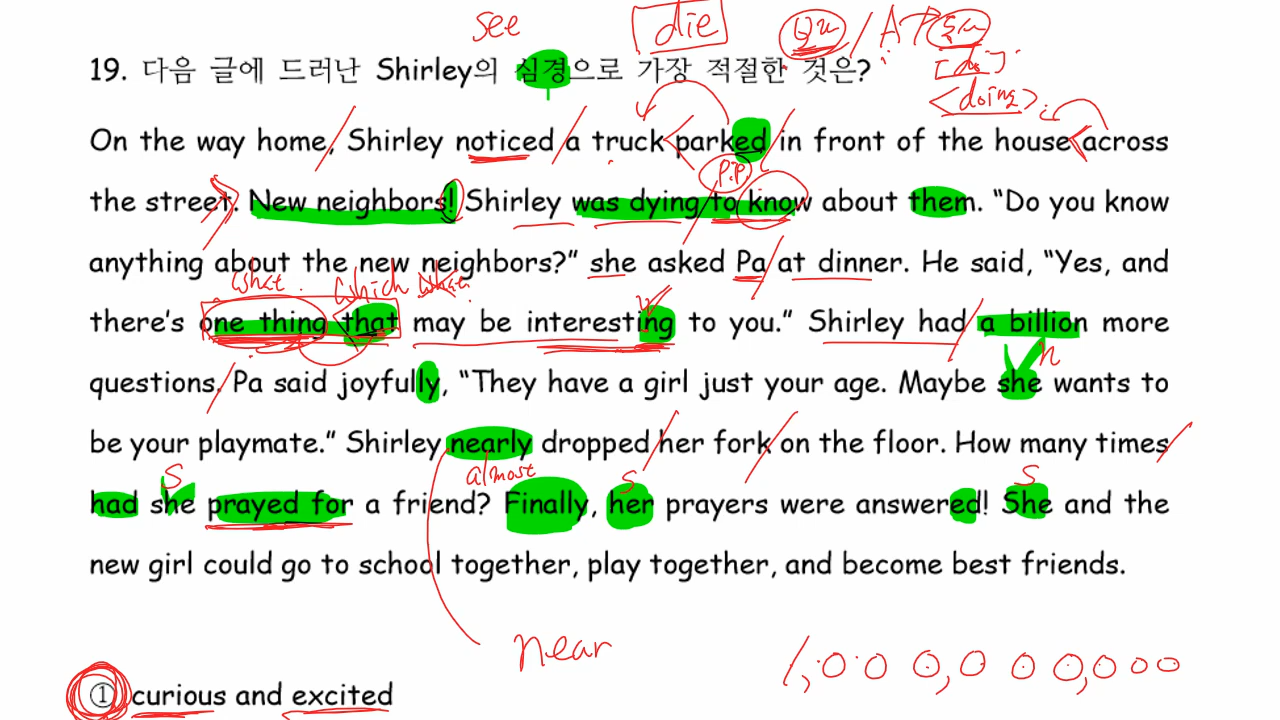 see die 본사 / A P 동사
[do]
19. 다음 글에 드러난 Shirley의 심경으로 가장 적절한 것은?
<doing>
On the way home, Shirley noticed a truck parked in front of the house across
P.P.
the street. New neighbors! Shirley was dying to know about them. “Do you know
anything about the new neighbors?” she asked Pa at dinner. He said, “Yes, and
what which what
there’s one thing that may be interesting to you.” Shirley had a billion more
n
questions. Pa said joyfully, “They have a girl just your age. Maybe she wants to
be your playmate.” Shirley nearly dropped her fork on the floor. How many times
S almost S S
had she prayed for a friend? Finally, her prayers were answered! She and the
new girl could go to school together, play together, and become best friends.
near 1,000,000,000
① curious and excited